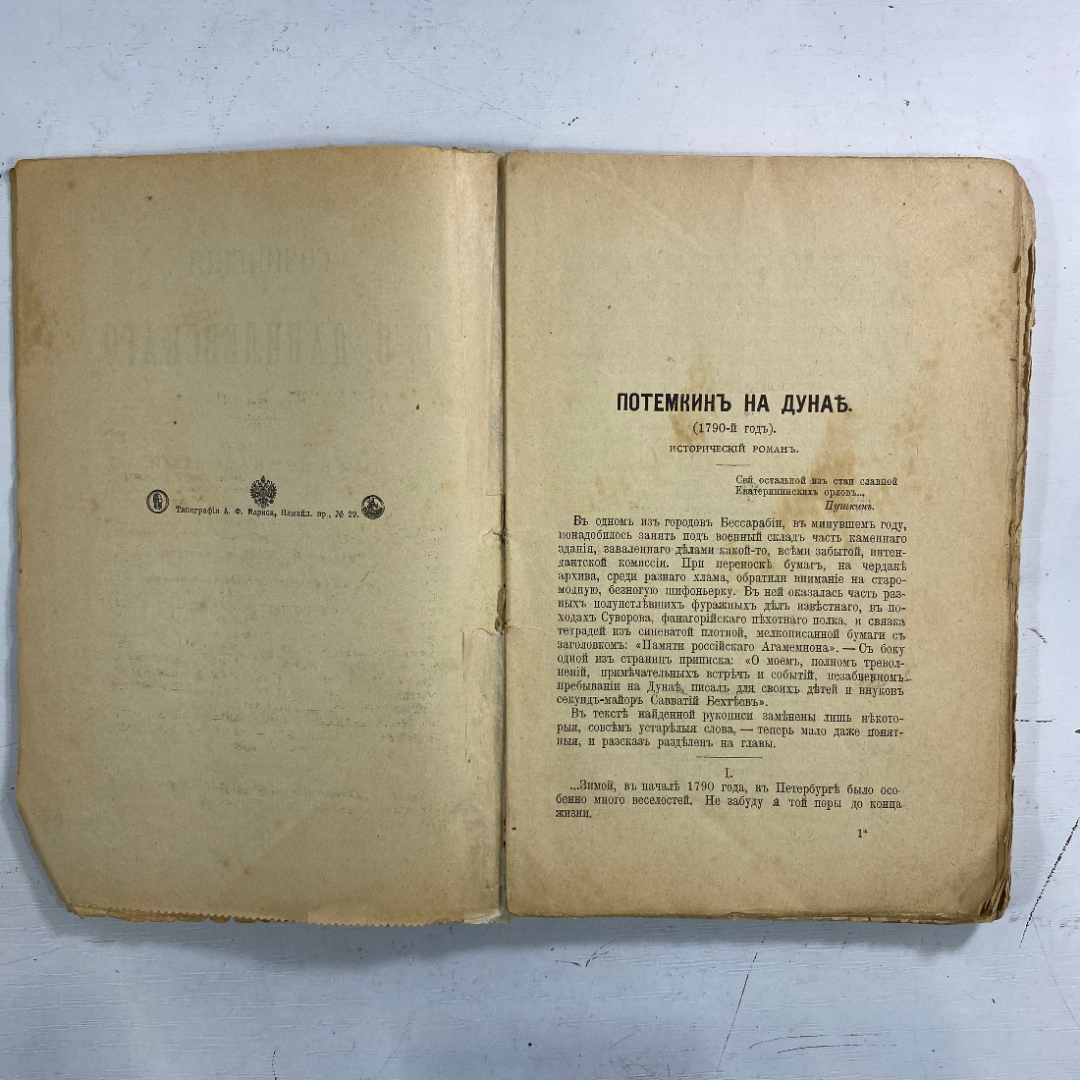 Типографія А. Ф. Маркса, Измайл. пр., № 29.
ПОТЕМКИНЪ НА ДУНАѢ.
(1790-й годъ).
ИСТОРИЧЕСКІЙ РОМАНЪ.
Сей остальной изъ стаи славной
Екатерининскихъ орловъ...
Пушкинъ.
Въ одномъ изъ городовъ Бессарабіи, въ минувшемъ году,
понадобилось занять подъ военный складъ часть каменнаго
зданія, заваленнаго дѣлами какой-то, всѣми забытой, интен-
дантской комиссіи. При переноскѣ бумагъ, на чердакѣ
архива, среди разнаго хлама, обратили вниманіе на старо-
модную, безногую шифоньерку. Въ ней оказалась часть раз-
ныхъ полуистлѣвшихъ фуражныхъ дѣлъ извѣстнаго, въ по-
ходахъ Суворова, фанагорійскаго пѣхотнаго полка, и связка
тетрадей изъ синеватой плотной, мелкописанной бумаги съ
заголовкомъ: «Памяти россійскаго Агамемнона». — Съ боку
одной изъ страницъ приписка: «О моемъ, полномъ тревол-
неній, примѣчательныхъ встрѣчъ и событій, незабвенномъ
пребываніи на Дунаѣ, писалъ для своихъ дѣтей и внуковъ
секундъ-майоръ Савватій Бехтѣевъ».
Въ текстѣ найденной рукописи замѣнены лишь нѣкото-
рыя, совсѣмъ устарѣлыя слова, — теперь мало даже понят-
ныя, и разсказъ раздѣленъ на главы.
I.
...Зимой, въ началѣ 1790 года, въ Петербургѣ было осо-
бенно много веселостей. Не забуду я той поры до конца
жизни.
1*